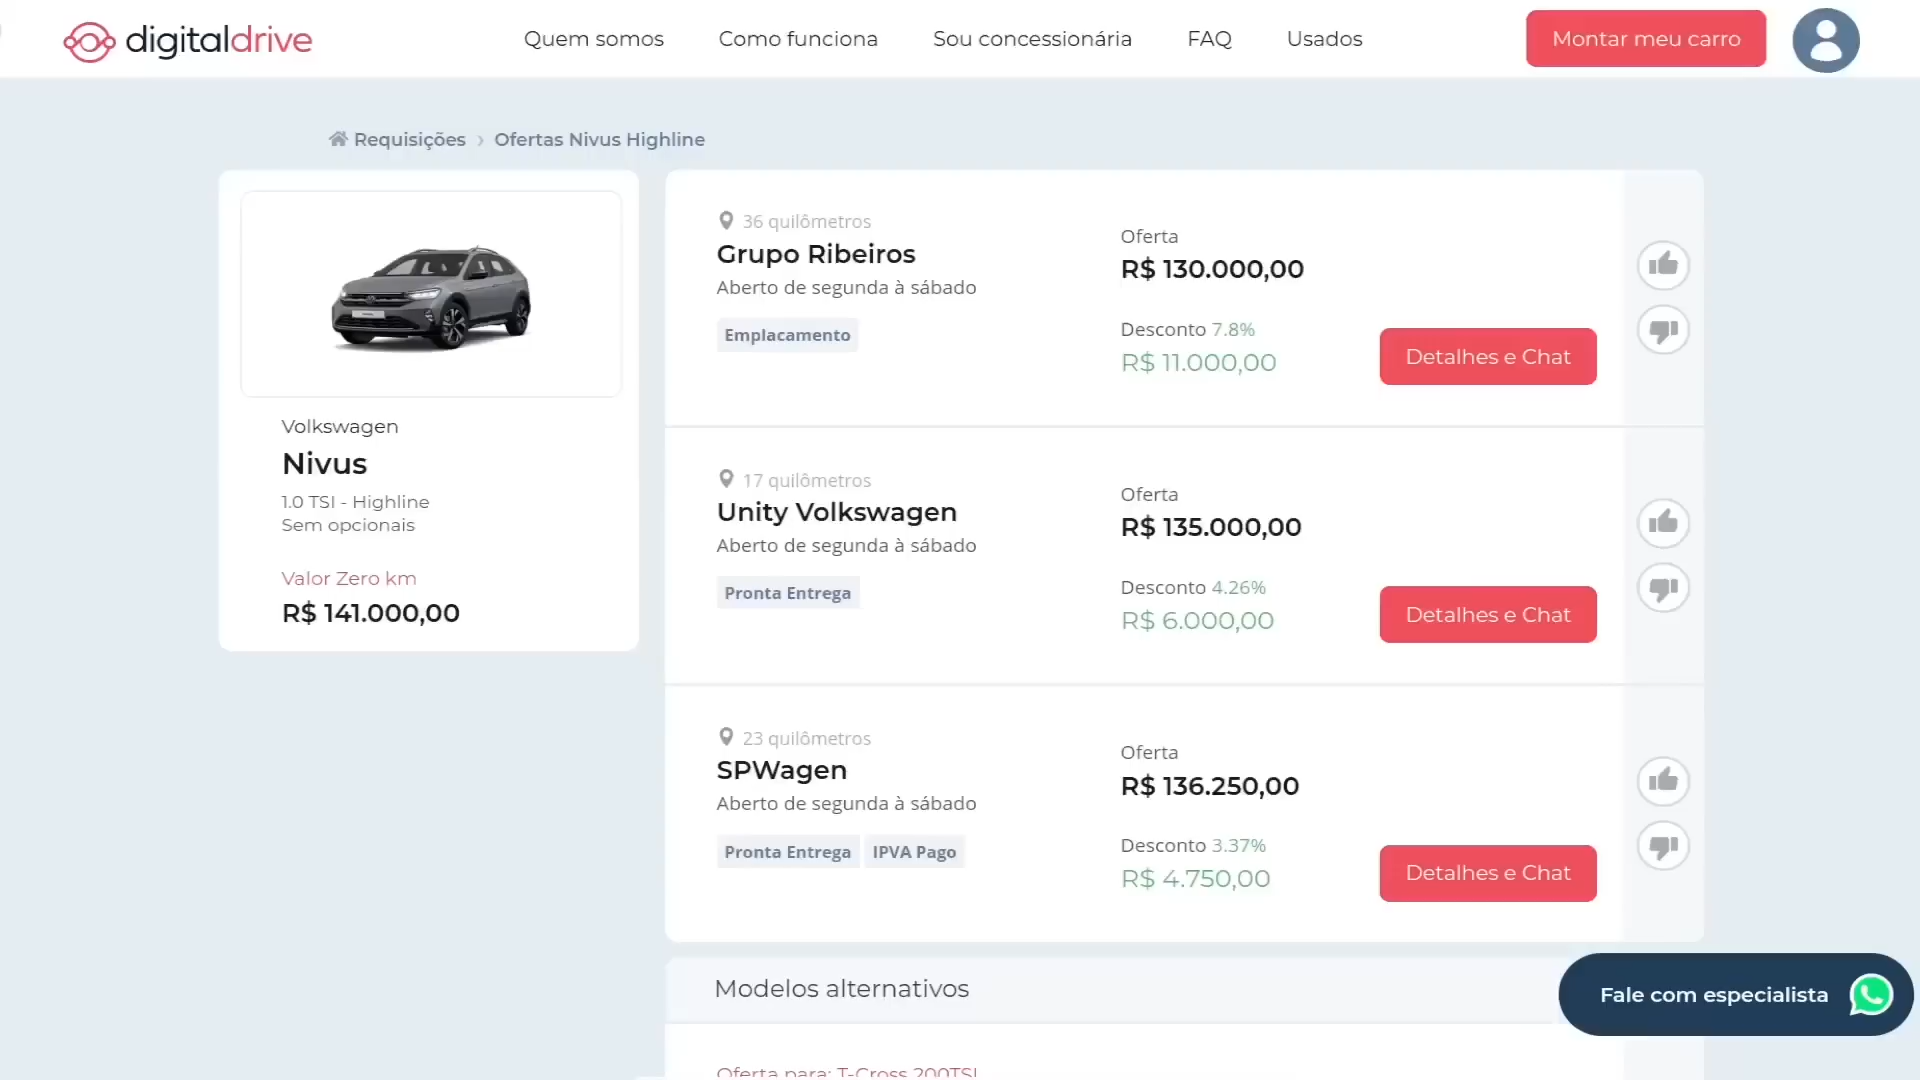 digitaldrive
Quem somos
Como funciona
Sou concessionária
FAQ
Usados
Montar meu carro
Requisições › Ofertas Nivus Highline
Volkswagen
Nivus
1.0 TSI - Highline
Sem opcionais
Valor Zero km
R$ 141.000,00
36 quilômetros
Grupo Ribeiros
Aberto de segunda à sábado
Emplacamento
Oferta
R$ 130.000,00
Desconto 7.8%
R$ 11.000,00
Detalhes e Chat
17 quilômetros
Unity Volkswagen
Aberto de segunda à sábado
Pronta Entrega
Oferta
R$ 135.000,00
Desconto 4.26%
R$ 6.000,00
Detalhes e Chat
23 quilômetros
SPWagen
Aberto de segunda à sábado
Pronta Entrega IPVA Pago
Oferta
R$ 136.250,00
Desconto 3.37%
R$ 4.750,00
Detalhes e Chat
Modelos alternativos
Oferta para: T-Cross 200TSI
Fale com especialista